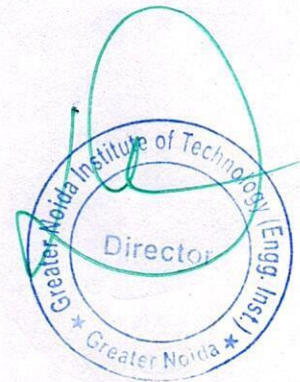 Greater Noida Institute of Technology (Engg. Inst.)
Director
★ Greater Noida ★